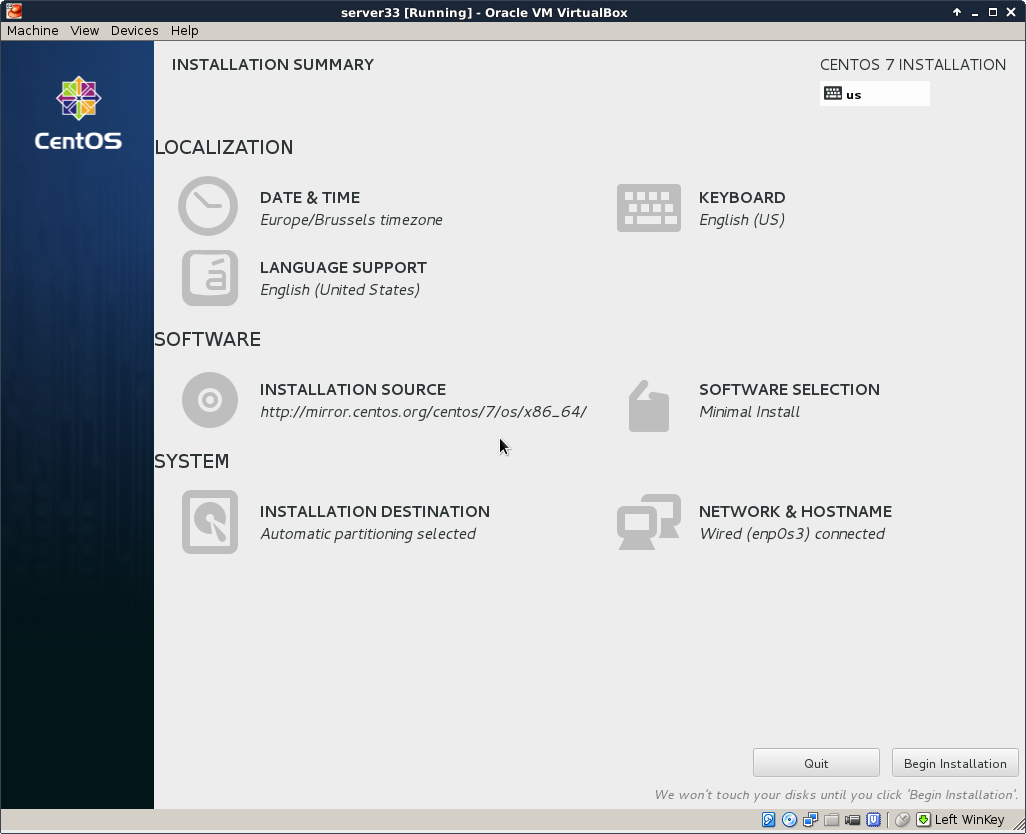 server33 [Running] - Oracle VM VirtualBox
Machine View Devices Help
CentOS
INSTALLATION SUMMARY
CENTOS 7 INSTALLATION
us
LOCALIZATION
DATE & TIME
Europe/Brussels timezone
KEYBOARD
English (US)
á
LANGUAGE SUPPORT
English (United States)
SOFTWARE
INSTALLATION SOURCE
http://mirror.centos.org/centos/7/os/x86_64/
SOFTWARE SELECTION
Minimal Install
SYSTEM
INSTALLATION DESTINATION
Automatic partitioning selected
NETWORK & HOSTNAME
Wired (enp0s3) connected
Quit
Begin Installation
We won't touch your disks until you click 'Begin Installation'.
Left WinKey